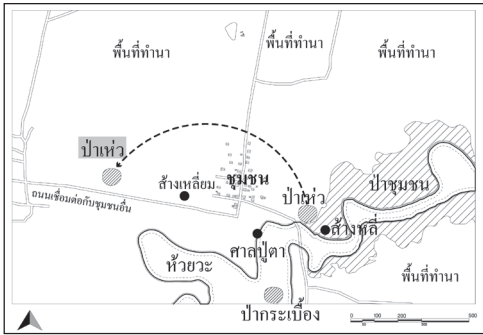 พื้นที่ทำนา
พื้นที่ทำนา
พื้นที่ทำนา
ป่าเห่ว
ส้างเหลี่ยม
ชุมชน
ป่าเห่ว
ป่าชุมชน
ถนนเชื่อมต่อกับชุมชนอื่น
ส้างหลี่
ศาลปู่ตา
ห้วยวะ
พื้นที่ทำนา
ป่ากระเบื้อง
0 100 200 300